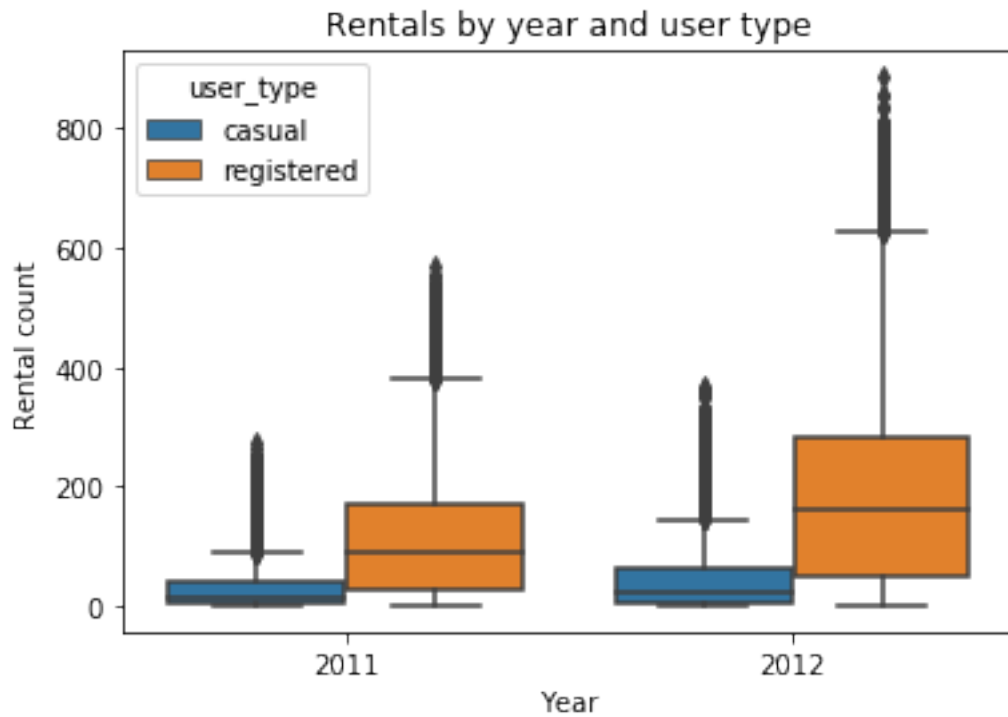 Rentals by year and user type
user_type
casual
registered
800
600
400
200
0
Rental count
2011
2012
Year